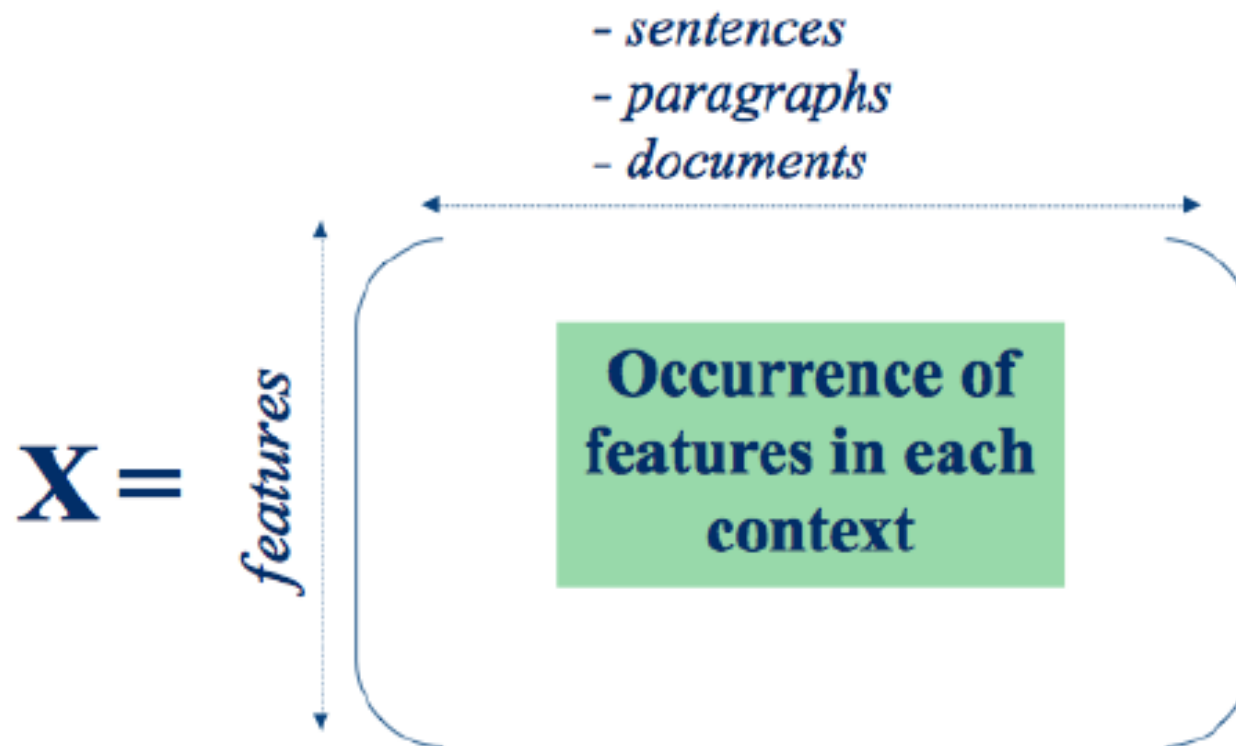 - sentences
- paragraphs
- documents
X =
features
Occurrence of
features in each
context